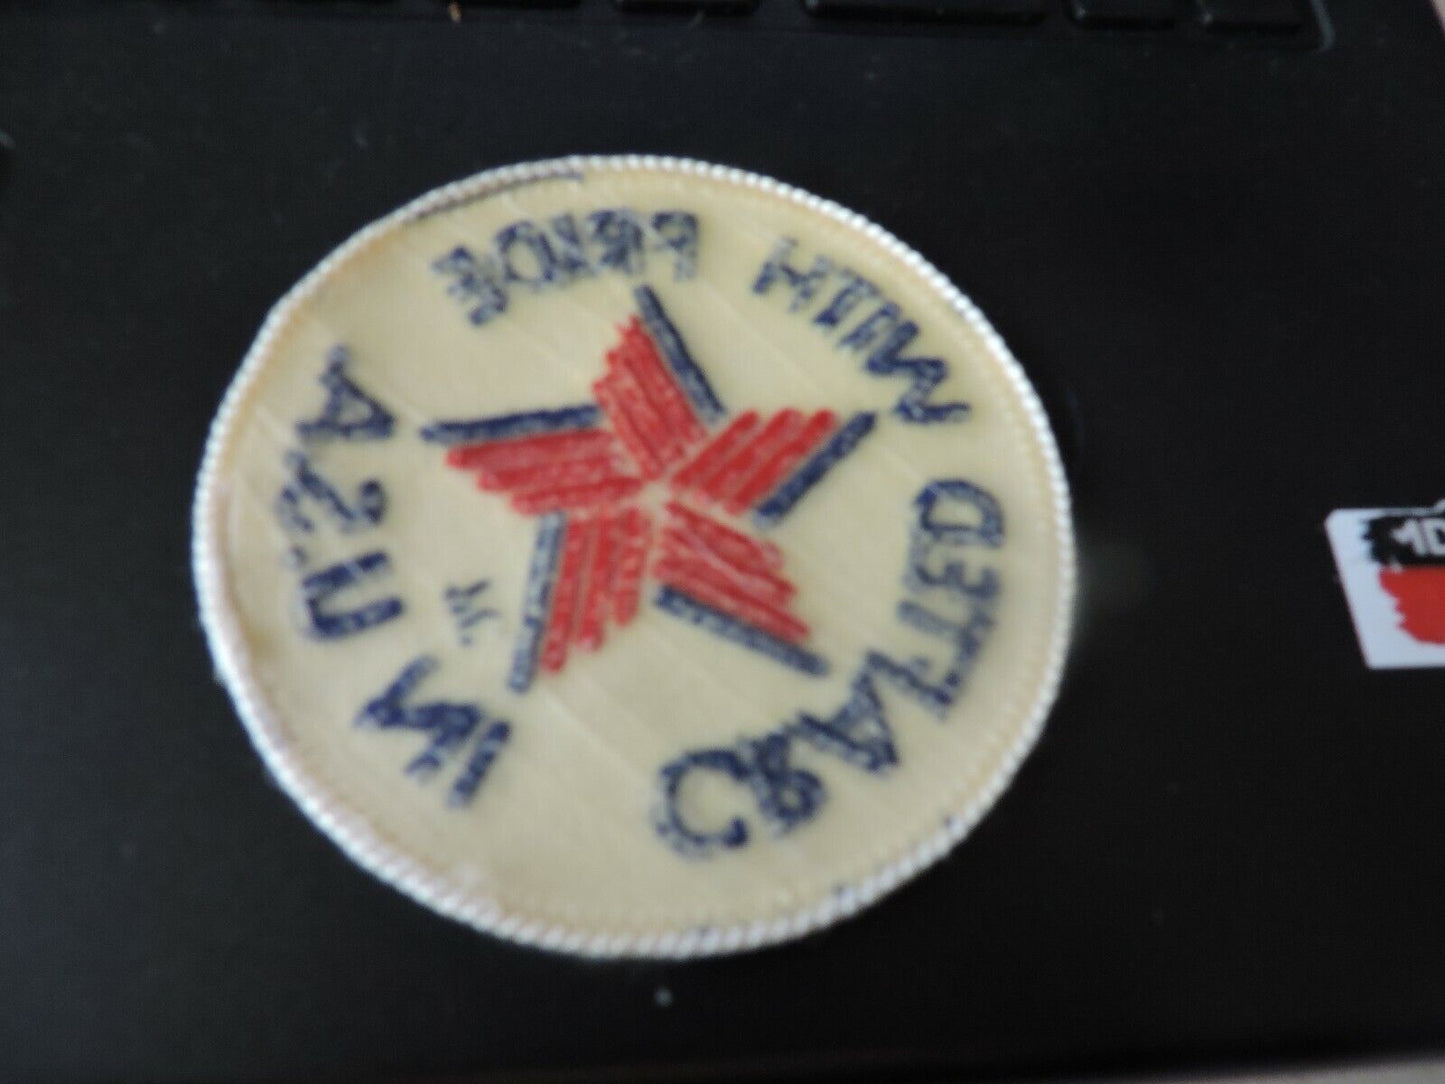 CRAFTED
WITH PRIDE
IN U.S.A.